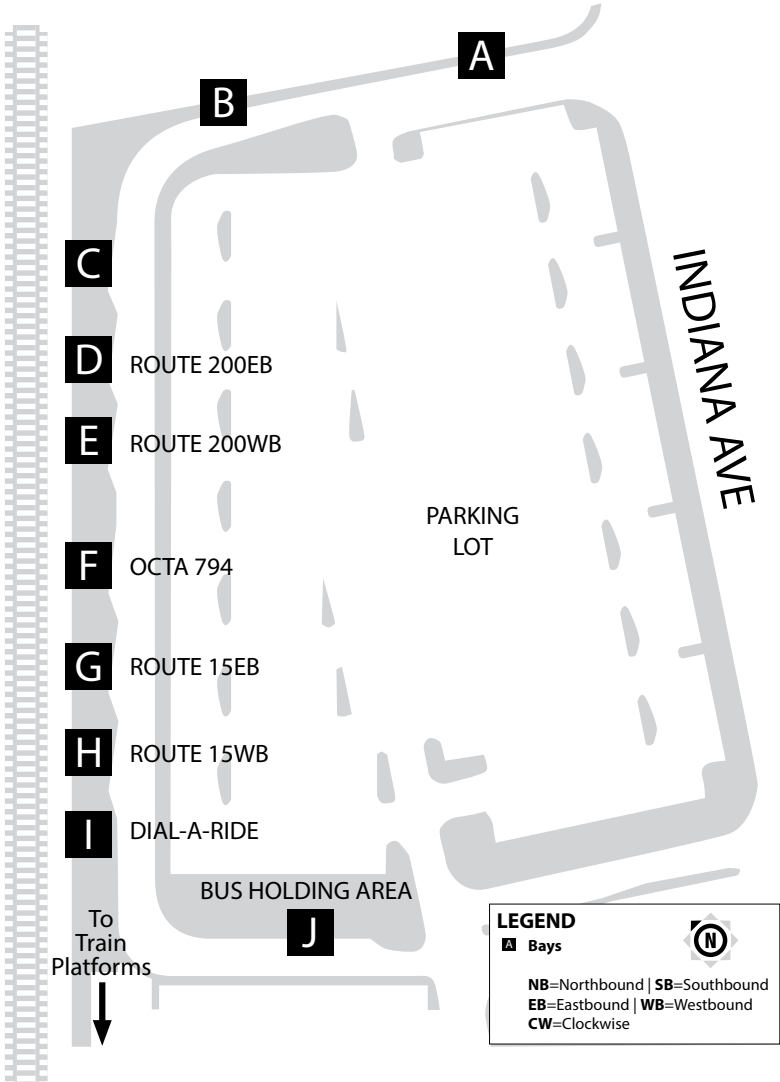 A
B
C
D ROUTE 200EB
E ROUTE 200WB
INDIANA AVE
PARKING
LOT
F OCTA 794
G ROUTE 15EB
H ROUTE 15WB
I DIAL-A-RIDE
BUS HOLDING AREA
J
To
Train
Platforms
LEGEND
N
A Bays
NB=Northbound | SB=Southbound
EB=Eastbound | WB=Westbound
CW=Clockwise